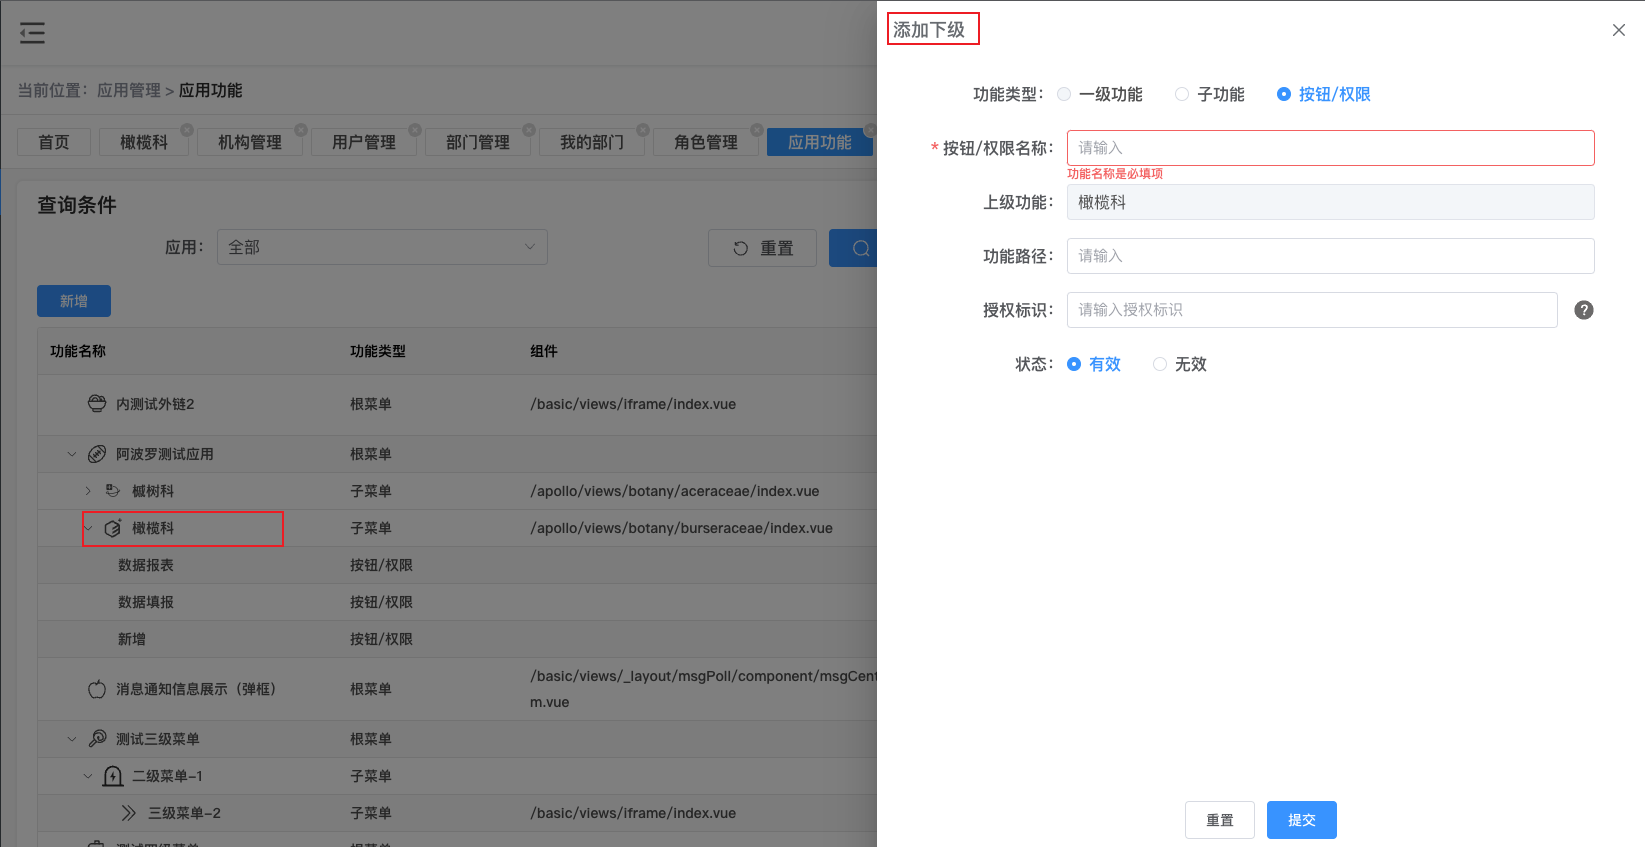 当前位置： 应用管理 > 应用功能
首页 橄榄科 机构管理 用户管理 部门管理 我的部门 角色管理 应用功能
查询条件
应用： 全部 重置
新增
功能名称 功能类型 组件
内测试外链2 根菜单 /basic/views/iframe/index.vue
阿波罗测试应用 根菜单
槭树科 子菜单 /apollo/views/botany/aceraceae/index.vue
橄榄科 子菜单 /apollo/views/botany/burseraceae/index.vue
数据报表 按钮/权限
数据填报 按钮/权限
新增 按钮/权限
消息通知信息展示（弹框） 根菜单 /basic/views/_layout/msgPoll/component/msgCent
m.vue
测试三级菜单 根菜单
二级菜单-1 子菜单
三级菜单-2 子菜单 /basic/views/iframe/index.vue
添加下级
功能类型： 一级功能 子功能 按钮/权限
* 按钮/权限名称： 请输入
功能名称是必填项
上级功能： 橄榄科
功能路径： 请输入
授权标识： 请输入授权标识 ?
状态： 有效 无效
重置 提交